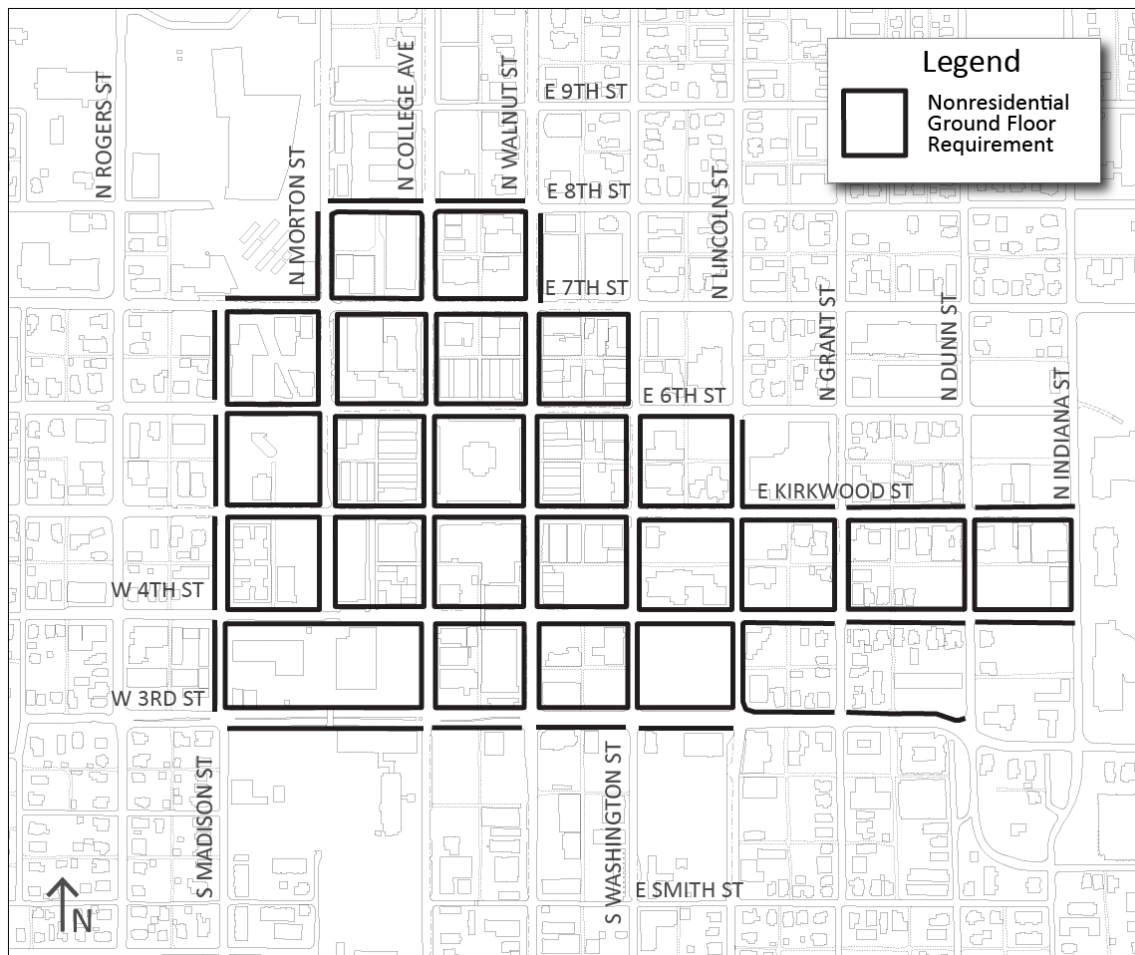 Legend
Nonresidential
Ground Floor
Requirement
N ROGERS ST
N MORTON ST
N COLLEGE AVE
N WALNUT ST
E 9TH ST
E 8TH ST
E 7TH ST
N LINCOLN ST
N GRANT ST
N DUNN ST
N INDIANA ST
E 6TH ST
E KIRKWOOD ST
W 4TH ST
W 3RD ST
S MADISON ST
S WASHINGTON ST
E SMITH ST
N